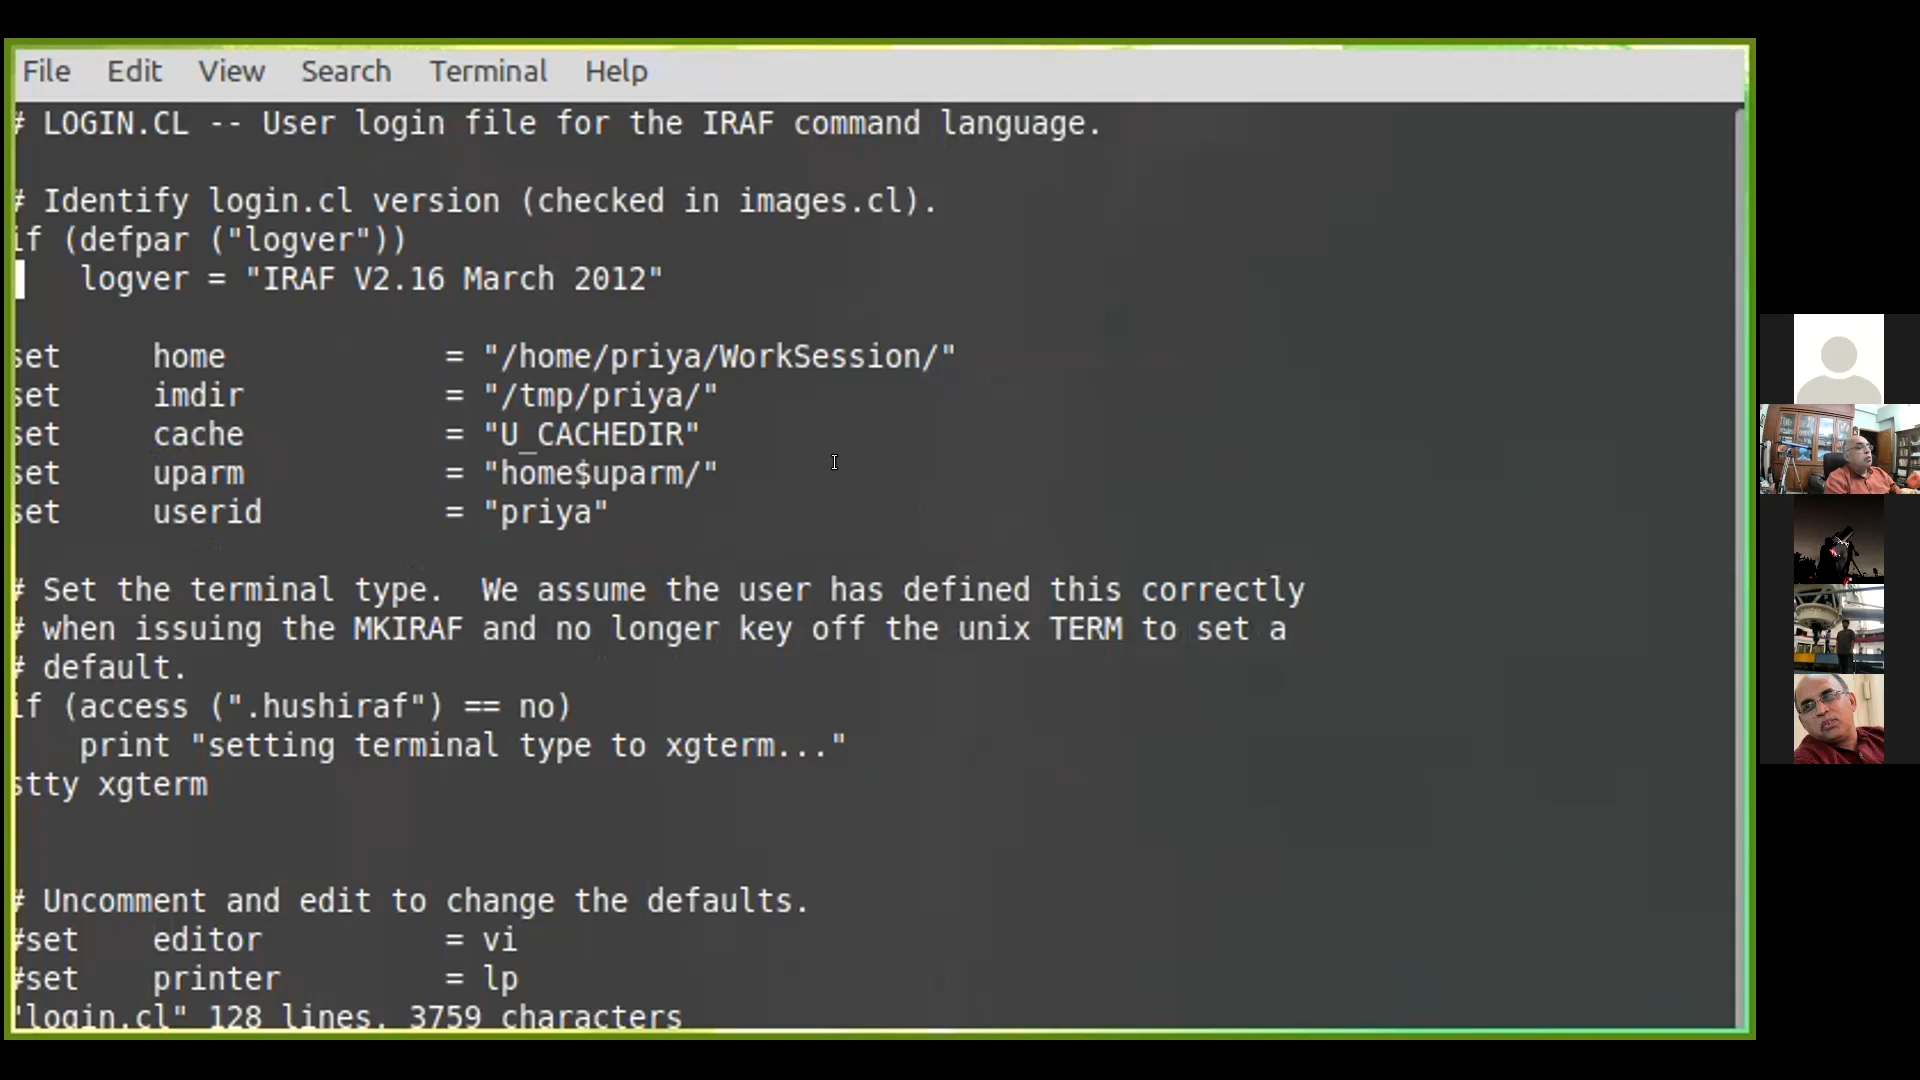 File Edit View Search Terminal Help
# LOGIN.CL -- User login file for the IRAF command language.
# Identify login.cl version (checked in images.cl).
if (defpar ("logver"))
logver = "IRAF V2.16 March 2012"
set home = "/home/priya/WorkSession/"
set imdir = "/tmp/priya/"
set cache = "U_CACHEDIR"
set uparm = "home$uparm/"
set userid = "priya"
# Set the terminal type. We assume the user has defined this correctly
# when issuing the MKIRAF and no longer key off the unix TERM to set a
# default.
if (access (".hushiraf") == no)
print "setting terminal type to xgterm..."
stty xgterm
# Uncomment and edit to change the defaults.
#set editor = vi
#set printer = lp
"login.cl" 128 lines, 3759 characters